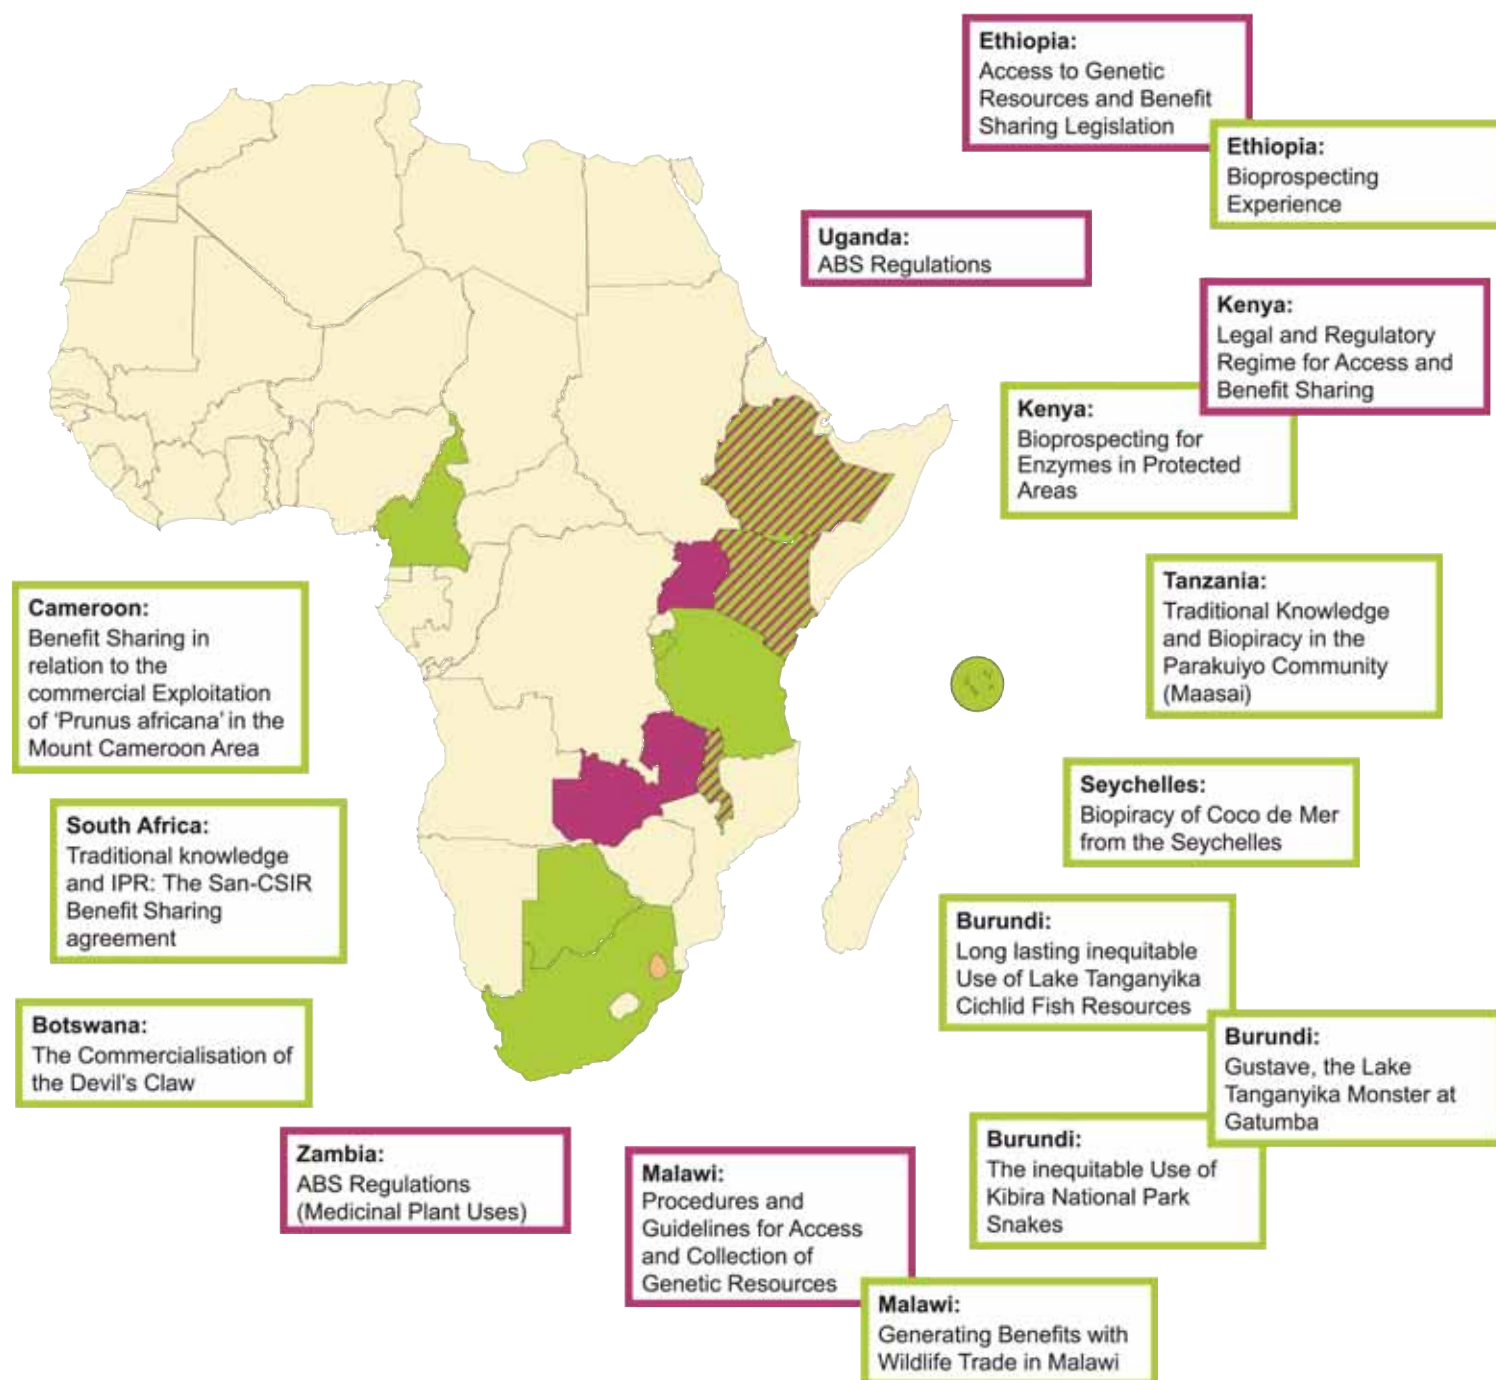 Ethiopia:
Access to Genetic
Resources and Benefit
Sharing Legislation
Ethiopia:
Bioprospecting
Experience
Uganda:
ABS Regulations
Kenya:
Legal and Regulatory
Regime for Access and
Benefit Sharing
Kenya:
Bioprospecting for
Enzymes in Protected
Areas
Tanzania:
Traditional Knowledge
and Biopiracy in the
Parakuiyo Community
(Maasai)
Cameroon:
Benefit Sharing in
relation to the
commercial Exploitation
of ‘Prunus africana’ in the
Mount Cameroon Area
Seychelles:
Biopiracy of Coco de Mer
from the Seychelles
South Africa:
Traditional knowledge
and IPR: The San-CSIR
Benefit Sharing
agreement
Burundi:
Long lasting inequitable
Use of Lake Tanganyika
Cichlid Fish Resources
Botswana:
The Commercialisation of
the Devil’s Claw
Burundi:
Gustave, the Lake
Tanganyika Monster at
Gatumba
Burundi:
The inequitable Use of
Kibira National Park
Snakes
Zambia:
ABS Regulations
(Medicinal Plant Uses)
Malawi:
Procedures and
Guidelines for Access
and Collection of
Genetic Resources
Malawi:
Generating Benefits with
Wildlife Trade in Malawi